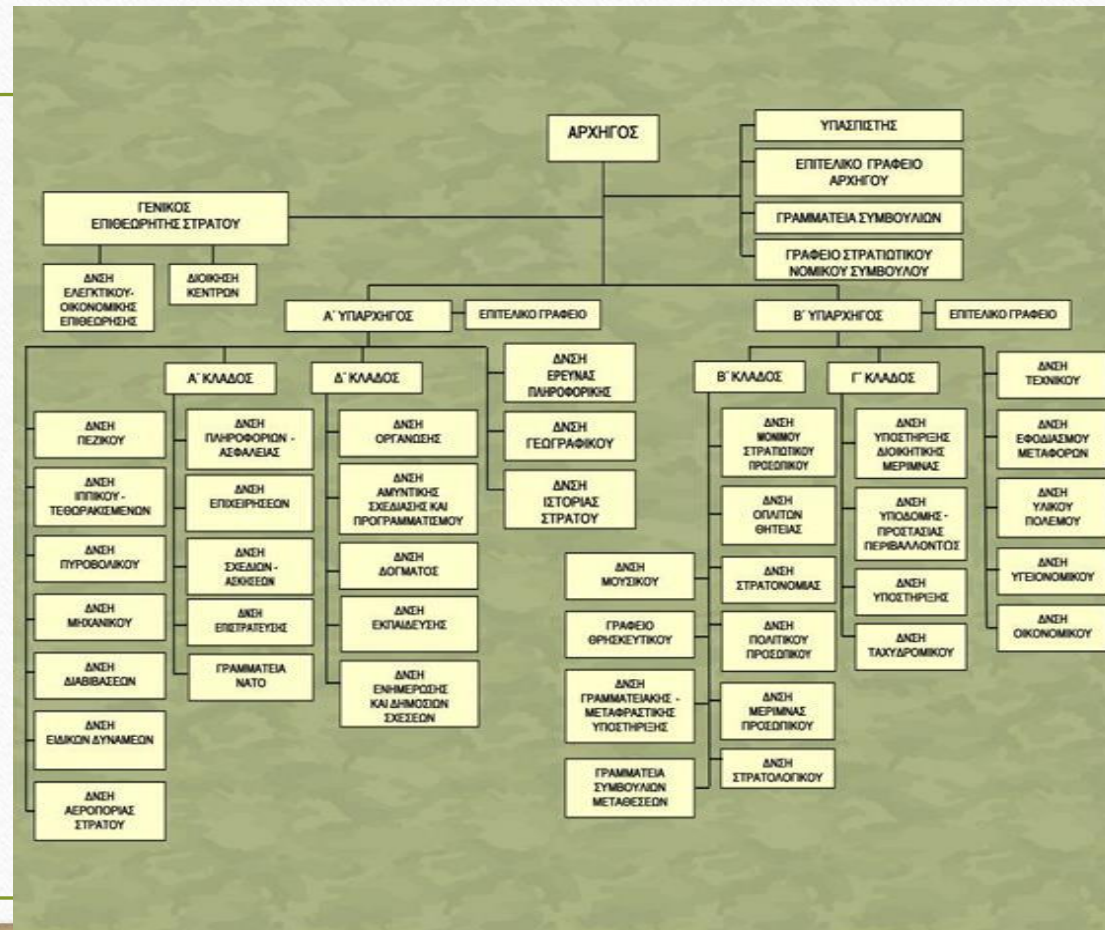 ΑΡΧΗΓΟΣ
ΥΠΑΣΠΙΣΤΗΣ
ΕΠΙΤΕΛΙΚΟ ΓΡΑΦΕΙΟ
ΑΡΧΗΓΟΥ
ΓΡΑΜΜΑΤΕΙΑ ΣΥΜΒΟΥΛΙΩΝ
ΓΡΑΦΕΙΟ ΣΤΡΑΤΙΩΤΙΚΟΥ
ΝΟΜΙΚΟΥ ΣΥΜΒΟΥΛΟΥ
ΓΕΝΙΚΟΣ
ΕΠΙΘΕΩΡΗΤΗΣ ΣΤΡΑΤΟΥ
ΔΝΣΗ
ΕΛΕΓΚΤΙΚΟΥ-
ΟΙΚΟΝΟΜΙΚΗΣ
ΕΠΙΘΕΩΡΗΣΗΣ
ΔΙΟΙΚΗΣΗ
ΚΕΝΤΡΩΝ
Α΄ ΥΠΑΡΧΗΓΟΣ
ΕΠΙΤΕΛΙΚΟ ΓΡΑΦΕΙΟ
Β΄ ΥΠΑΡΧΗΓΟΣ
ΕΠΙΤΕΛΙΚΟ ΓΡΑΦΕΙΟ
ΔΝΣΗ
ΠΕΖΙΚΟΥ
ΔΝΣΗ
ΙΠΠΙΚΟΥ -
ΤΕΘΩΡΑΚΙΣΜΕΝΩΝ
ΔΝΣΗ
ΠΥΡΟΒΟΛΙΚΟΥ
ΔΝΣΗ
ΜΗΧΑΝΙΚΟΥ
ΔΝΣΗ
ΔΙΑΒΙΒΑΣΕΩΝ
ΔΝΣΗ
ΕΙΔΙΚΩΝ ΔΥΝΑΜΕΩΝ
ΔΝΣΗ
ΑΕΡΟΠΟΡΙΑΣ
ΣΤΡΑΤΟΥ
Α΄ ΚΛΑΔΟΣ
ΔΝΣΗ
ΠΛΗΡΟΦΟΡΙΩΝ -
ΑΣΦΑΛΕΙΑΣ
ΔΝΣΗ
ΕΠΙΧΕΙΡΗΣΕΩΝ
ΔΝΣΗ
ΣΧΕΔΙΩΝ -
ΑΣΚΗΣΕΩΝ
ΔΝΣΗ
ΕΠΙΣΤΡΑΤΕΥΣΗΣ
ΓΡΑΜΜΑΤΕΙΑ
ΝΑΤΟ
Δ΄ ΚΛΑΔΟΣ
ΔΝΣΗ
ΟΡΓΑΝΩΣΗΣ
ΔΝΣΗ
ΑΜΥΝΤΙΚΗΣ
ΣΧΕΔΙΑΣΗΣ ΚΑΙ
ΠΡΟΓΡΑΜΜΑΤΙΣΜΟΥ
ΔΝΣΗ
ΔΟΓΜΑΤΟΣ
ΔΝΣΗ
ΕΚΠΑΙΔΕΥΣΗΣ
ΔΝΣΗ
ΕΝΗΜΕΡΩΣΗΣ
ΚΑΙ ΔΗΜΟΣΙΩΝ
ΣΧΕΣΕΩΝ
ΔΝΣΗ
ΕΡΕΥΝΑΣ
ΠΛΗΡΟΦΟΡΙΚΗΣ
ΔΝΣΗ
ΓΕΩΓΡΑΦΙΚΟΥ
ΔΝΣΗ
ΙΣΤΟΡΙΑΣ
ΣΤΡΑΤΟΥ
Β΄ ΚΛΑΔΟΣ
ΔΝΣΗ
ΜΟΝΙΜΟΥ
ΣΤΡΑΤΙΩΤΙΚΟΥ
ΠΡΟΣΩΠΙΚΟΥ
ΔΝΣΗ
ΟΠΛΙΤΩΝ
ΘΗΤΕΙΑΣ
ΔΝΣΗ
ΜΟΥΣΙΚΟΥ
ΔΝΣΗ
ΣΤΡΑΤΟΝΟΜΙΑΣ
ΓΡΑΦΕΙΟ
ΘΡΗΣΚΕΥΤΙΚΟΥ
ΔΝΣΗ
ΠΟΛΙΤΙΚΟΥ
ΠΡΟΣΩΠΙΚΟΥ
ΔΝΣΗ
ΓΡΑΜΜΑΤΕΙΑΚΗΣ -
ΜΕΤΑΦΡΑΣΤΙΚΗΣ
ΥΠΟΣΤΗΡΙΞΗΣ
ΔΝΣΗ
ΜΕΡΙΜΝΑΣ
ΠΡΟΣΩΠΙΚΟΥ
ΓΡΑΜΜΑΤΕΙΑ
ΣΥΜΒΟΥΛΙΩΝ
ΜΕΤΑΘΕΣΕΩΝ
ΔΝΣΗ
ΣΤΡΑΤΟΛΟΓΙΚΟΥ
Γ΄ ΚΛΑΔΟΣ
ΔΝΣΗ
ΥΠΟΣΤΗΡΙΞΗΣ
ΔΙΟΙΚΗΤΙΚΗΣ
ΜΕΡΙΜΝΑΣ
ΔΝΣΗ
ΥΠΟΔΟΜΗΣ -
ΠΡΟΣΤΑΣΙΑΣ
ΠΕΡΙΒΑΛΛΟΝΤΟΣ
ΔΝΣΗ
ΥΠΟΣΤΗΡΙΞΗΣ
ΔΝΣΗ
ΤΑΧΥΔΡΟΜΙΚΟΥ
ΔΝΣΗ
ΤΕΧΝΙΚΟΥ
ΔΝΣΗ
ΕΦΟΔΙΑΣΜΟΥ
ΜΕΤΑΦΟΡΩΝ
ΔΝΣΗ
ΥΛΙΚΟΥ
ΠΟΛΕΜΟΥ
ΔΝΣΗ
ΥΓΕΙΟΝΟΜΙΚΟΥ
ΔΝΣΗ
ΟΙΚΟΝΟΜΙΚΟΥ